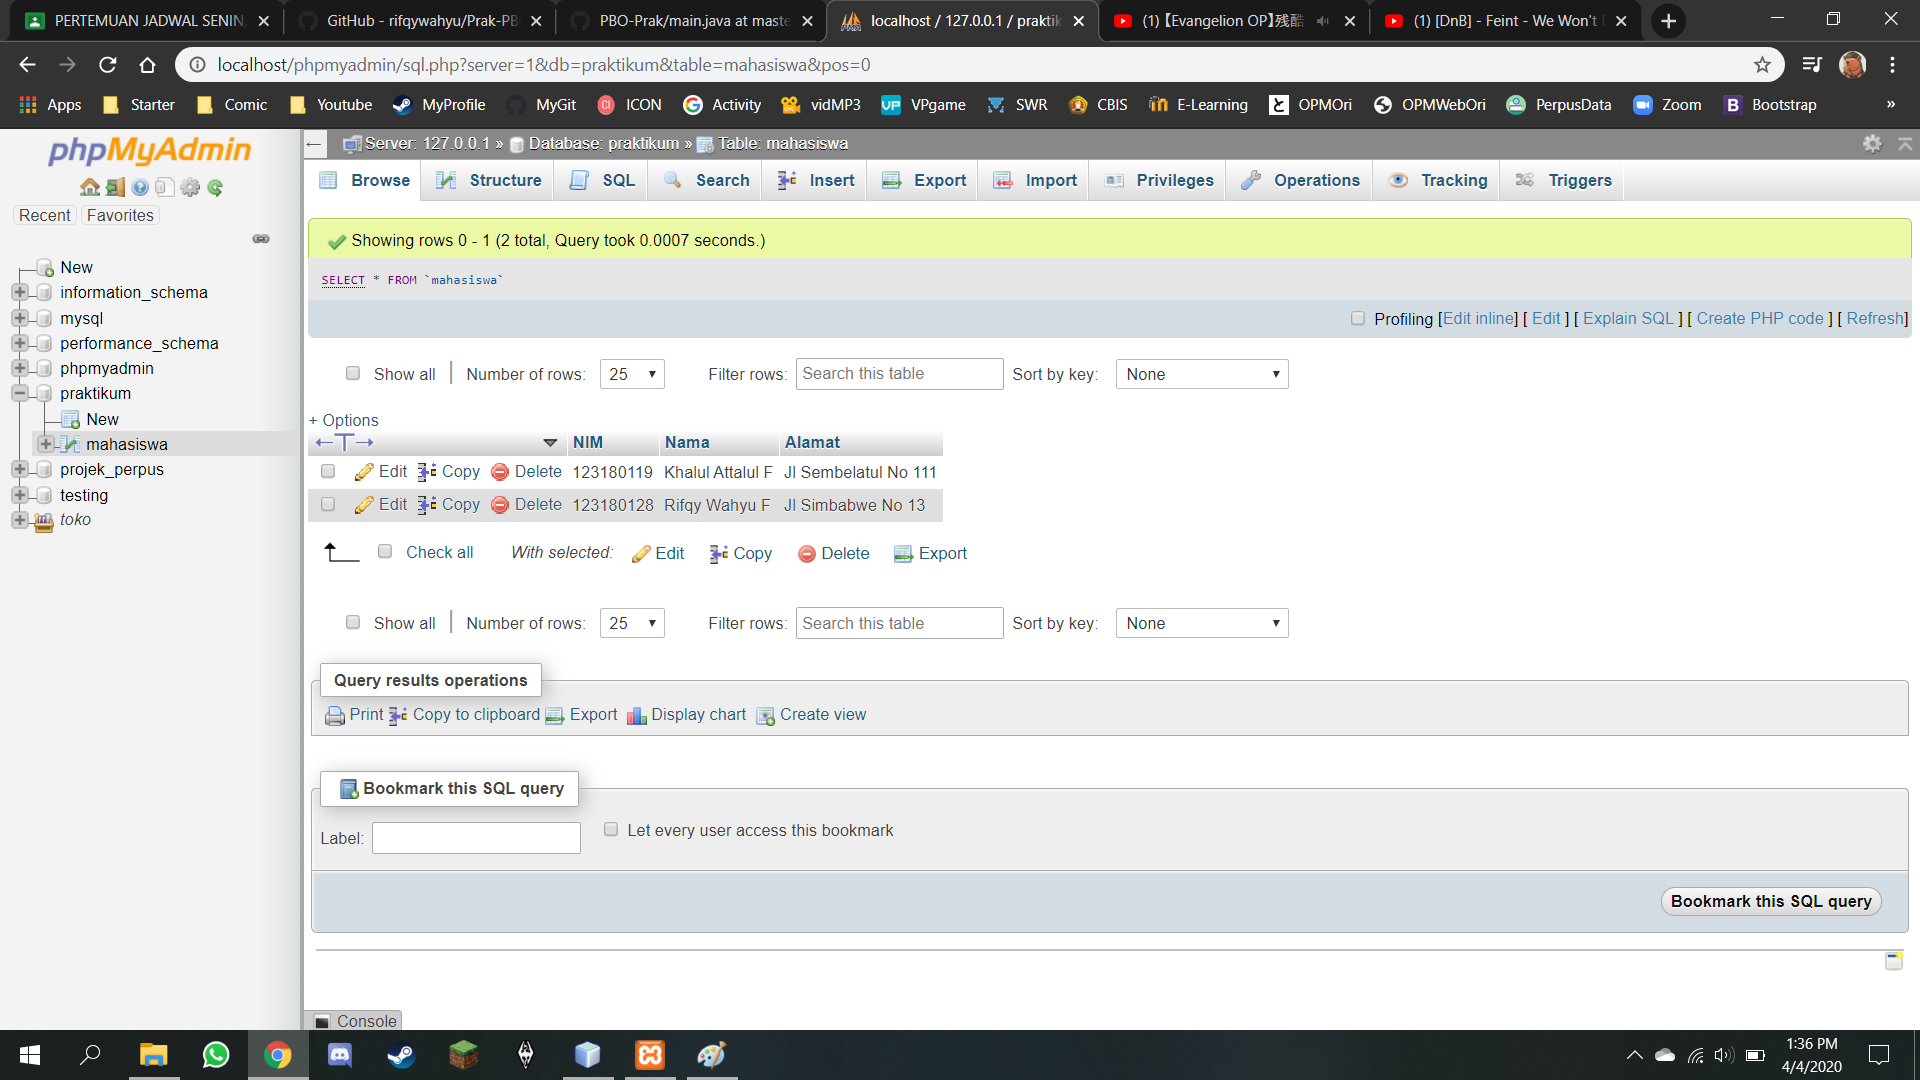 PERTEMUAN JADWAL SENIN,
GitHub - rifqywahyu/Prak-PB
PBO-Prak/main.java at maste
localhost / 127.0.0.1 / praktik
(1) 【Evangelion OP】残酷
(1) [DnB] - Feint - We Won't
localhost/phpmyadmin/sql.php?server=1&db=praktikum&table=mahasiswa&pos=0
Apps Starter Comic Youtube MyProfile MyGit ICON Activity vidMP3 VPgame SWR CBIS E-Learning OPMOri OPMWebOri PerpusData Zoom Bootstrap »
phpMyAdmin
Recent Favorites
New
information_schema
mysql
performance_schema
phpmyadmin
praktikum
New
mahasiswa
projek_perpus
testing
toko
Server: 127.0.0.1 » Database: praktikum » Table: mahasiswa
Browse Structure SQL Search Insert Export Import Privileges Operations Tracking Triggers
Showing rows 0 - 1 (2 total, Query took 0.0007 seconds.)
SELECT * FROM `mahasiswa`
Profiling [Edit inline] [ Edit ] [ Explain SQL ] [ Create PHP code ] [ Refresh]
Show all Number of rows: 25 Filter rows: Search this table Sort by key: None
+ Options
NIM Nama Alamat
Edit Copy Delete 123180119 Khalul Attalul F Jl Sembelatul No 111
Edit Copy Delete 123180128 Rifqy Wahyu F Jl Simbabwe No 13
Check all With selected: Edit Copy Delete Export
Show all Number of rows: 25 Filter rows: Search this table Sort by key: None
Query results operations
Print Copy to clipboard Export Display chart Create view
Bookmark this SQL query
Label: Let every user access this bookmark
Bookmark this SQL query
Console
1:36 PM
4/4/2020